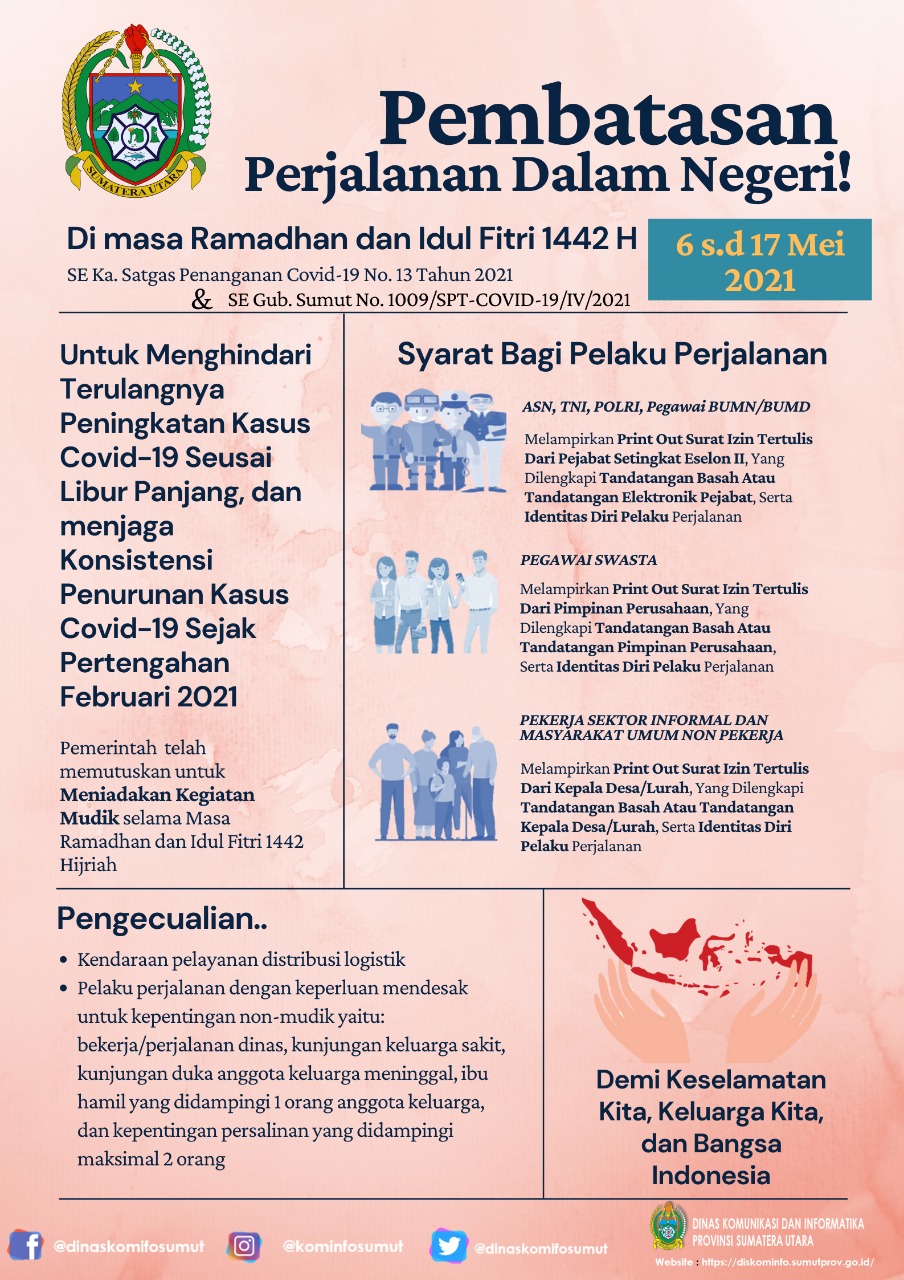 SUMATERA UTARA
Pembatasan
Perjalanan Dalam Negeri!
Di masa Ramadhan dan Idul Fitri 1442 H
SE Ka. Satgas Penanganan Covid-19 No. 13 Tahun 2021
& SE Gub. Sumut No. 1009/SPT-COVID-19/IV/2021
6 s.d 17 Mei
2021
Untuk Menghindari
Terulangnya
Peningkatan Kasus
Covid-19 Seusai
Libur Panjang, dan
menjaga
Konsistensi
Penurunan Kasus
Covid-19 Sejak
Pertengahan
Februari 2021
Pemerintah telah
memutuskan untuk
Meniadakan Kegiatan
Mudik selama Masa
Ramadhan dan Idul Fitri 1442
Hijriah
Syarat Bagi Pelaku Perjalanan
ASN, TNI, POLRI, Pegawai BUMN/BUMD
Melampirkan Print Out Surat Izin Tertulis
Dari Pejabat Setingkat Eselon II, Yang
Dilengkapi Tandatangan Basah Atau
Tandatangan Elektronik Pejabat, Serta
Identitas Diri Pelaku Perjalanan
PEGAWAI SWASTA
Melampirkan Print Out Surat Izin Tertulis
Dari Pimpinan Perusahaan, Yang
Dilengkapi Tandatangan Basah Atau
Tandatangan Pimpinan Perusahaan,
Serta Identitas Diri Pelaku Perjalanan
PEKERJA SEKTOR INFORMAL DAN
MASYARAKAT UMUM NON PEKERJA
Melampirkan Print Out Surat Izin Tertulis
Dari Kepala Desa/Lurah, Yang Dilengkapi
Tandatangan Basah Atau Tandatangan
Kepala Desa/Lurah, Serta Identitas Diri
Pelaku Perjalanan
Pengecualian..
• Kendaraan pelayanan distribusi logistik
• Pelaku perjalanan dengan keperluan mendesak
untuk kepentingan non-mudik yaitu:
bekerja/perjalanan dinas, kunjungan keluarga sakit,
kunjungan duka anggota keluarga meninggal, ibu
hamil yang didampingi 1 orang anggota keluarga,
dan kepentingan persalinan yang didampingi
maksimal 2 orang
Demi Keselamatan
Kita, Keluarga Kita,
dan Bangsa
Indonesia
@dinaskomifosumut
@kominfosumut
@dinaskomifosumut
DINAS KOMUNIKASI DAN INFORMATIKA
PROVINSI SUMATERA UTARA
Website : https://diskominfo.sumutprov.go.id/